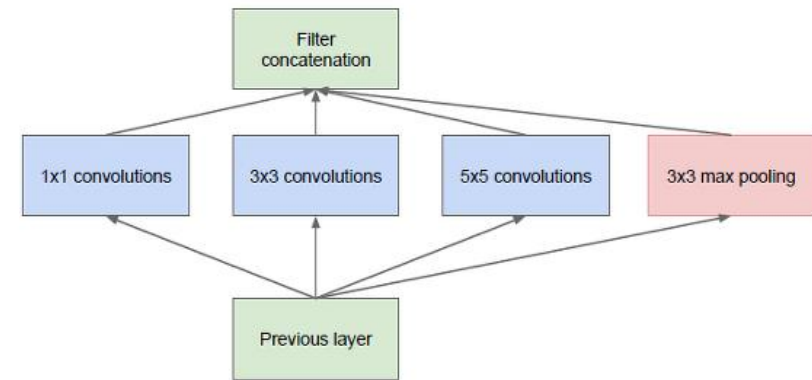 Filter
concatenation
1x1 convolutions
3x3 convolutions
5x5 convolutions
3x3 max pooling
Previous layer